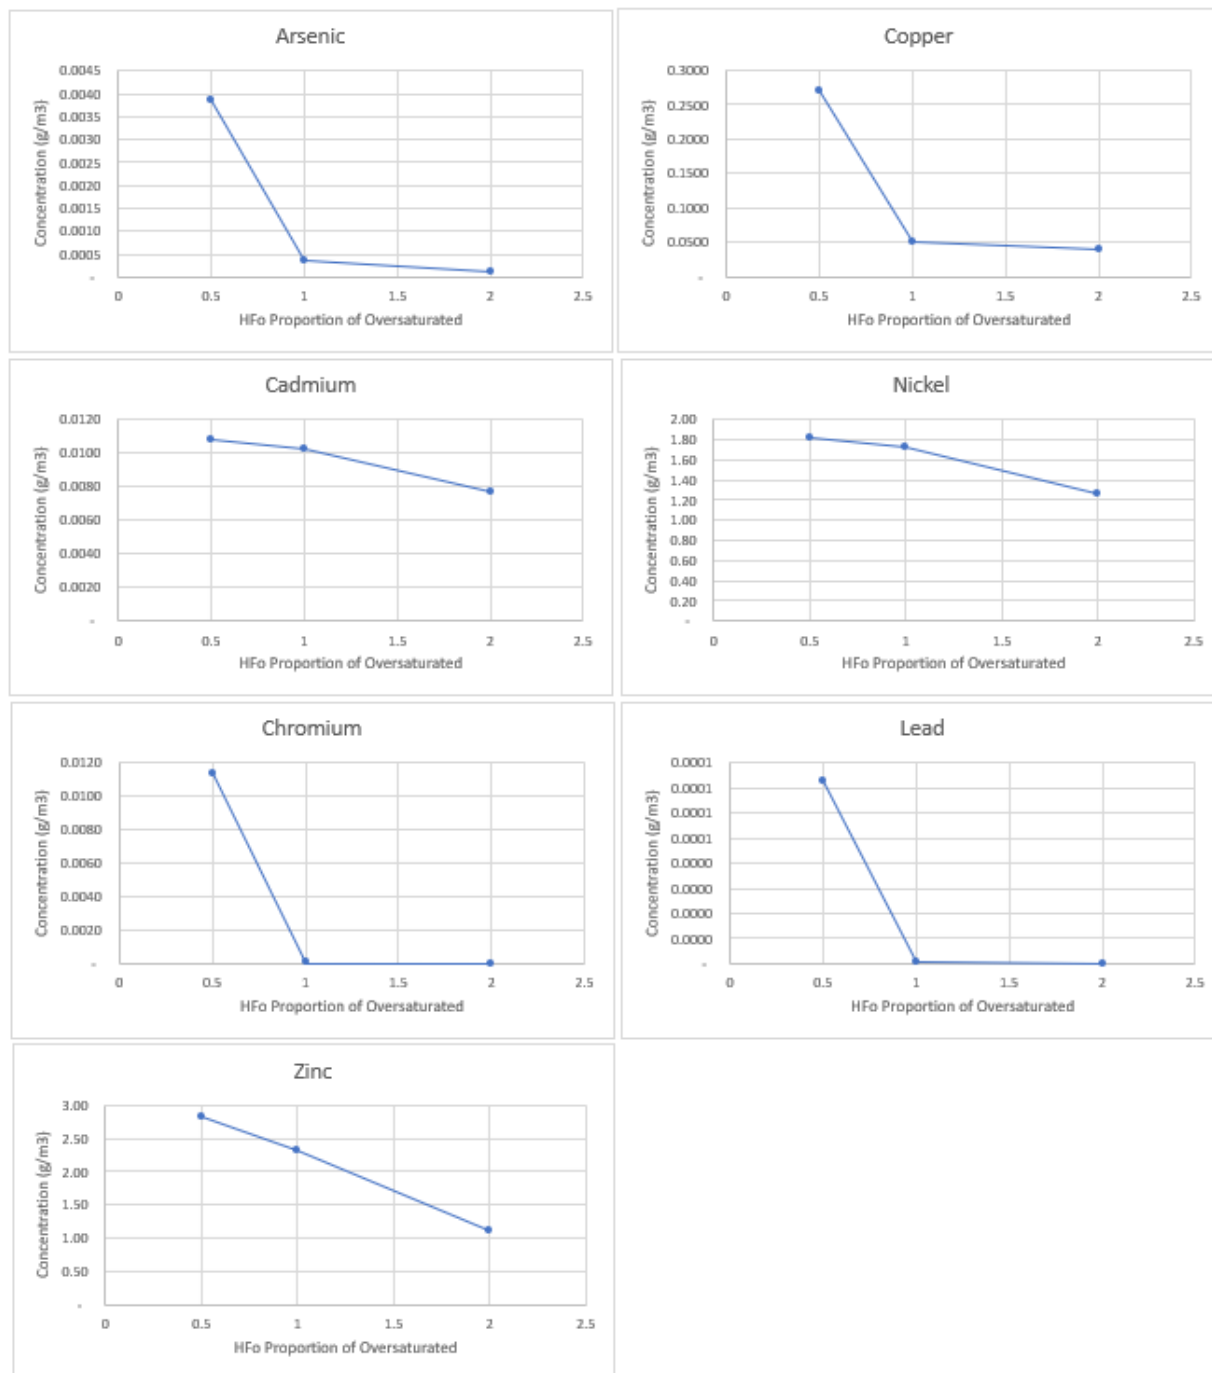 Arsenic
Concentration (g/m3)
0.0045
0.0040
0.0035
0.0030
0.0025
0.0020
0.0015
0.0010
0.0005
-
0 0.5 1 1.5 2 2.5
HFo Proportion of Oversaturated
Copper
Concentration (g/m3)
0.3000
0.2500
0.2000
0.1500
0.1000
0.0500
-
0 0.5 1 1.5 2 2.5
HFo Proportion of Oversaturated
Cadmium
Concentration (g/m3)
0.0120
0.0100
0.0080
0.0060
0.0040
0.0020
-
0 0.5 1 1.5 2 2.5
HFo Proportion of Oversaturated
Nickel
Concentration (g/m3)
2.00
1.80
1.60
1.40
1.20
1.00
0.80
0.60
0.40
0.20
-
0 0.5 1 1.5 2 2.5
HFo Proportion of Oversaturated
Chromium
Concentration (g/m3)
0.0120
0.0100
0.0080
0.0060
0.0040
0.0020
-
0 0.5 1 1.5 2 2.5
HFo Proportion of Oversaturated
Lead
Concentration (g/m3)
0.0001
0.0001
0.0001
0.0001
0.0000
0.0000
0.0000
0.0000
-
0 0.5 1 1.5 2 2.5
HFo Proportion of Oversaturated
Zinc
Concentration (g/m3)
3.00
2.50
2.00
1.50
1.00
0.50
-
0 0.5 1 1.5 2 2.5
HFo Proportion of Oversaturated